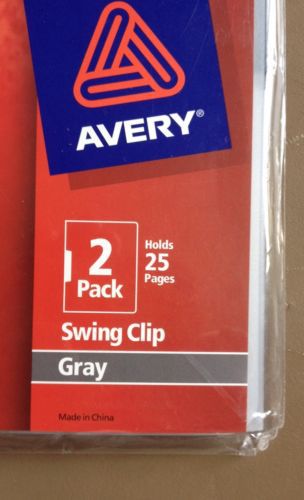 AVERY®
2
Pack
Holds
25
Pages
Swing Clip
Gray
Made in China